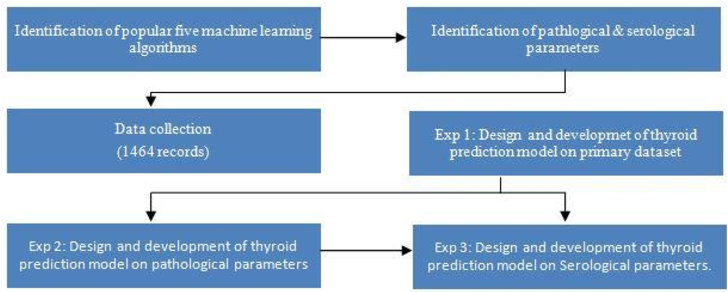 Identification of popular five machine learning
algorithms
Identification of pathlogical & serological
parameters
Data collection
(1464 records)
Exp 1: Design and developmet of thyroid
prediction model on primary dataset
Exp 2: Design and development of thyroid
prediction model on pathological parameters
Exp 3: Design and development of thyroid
prediction model on Serological parameters.